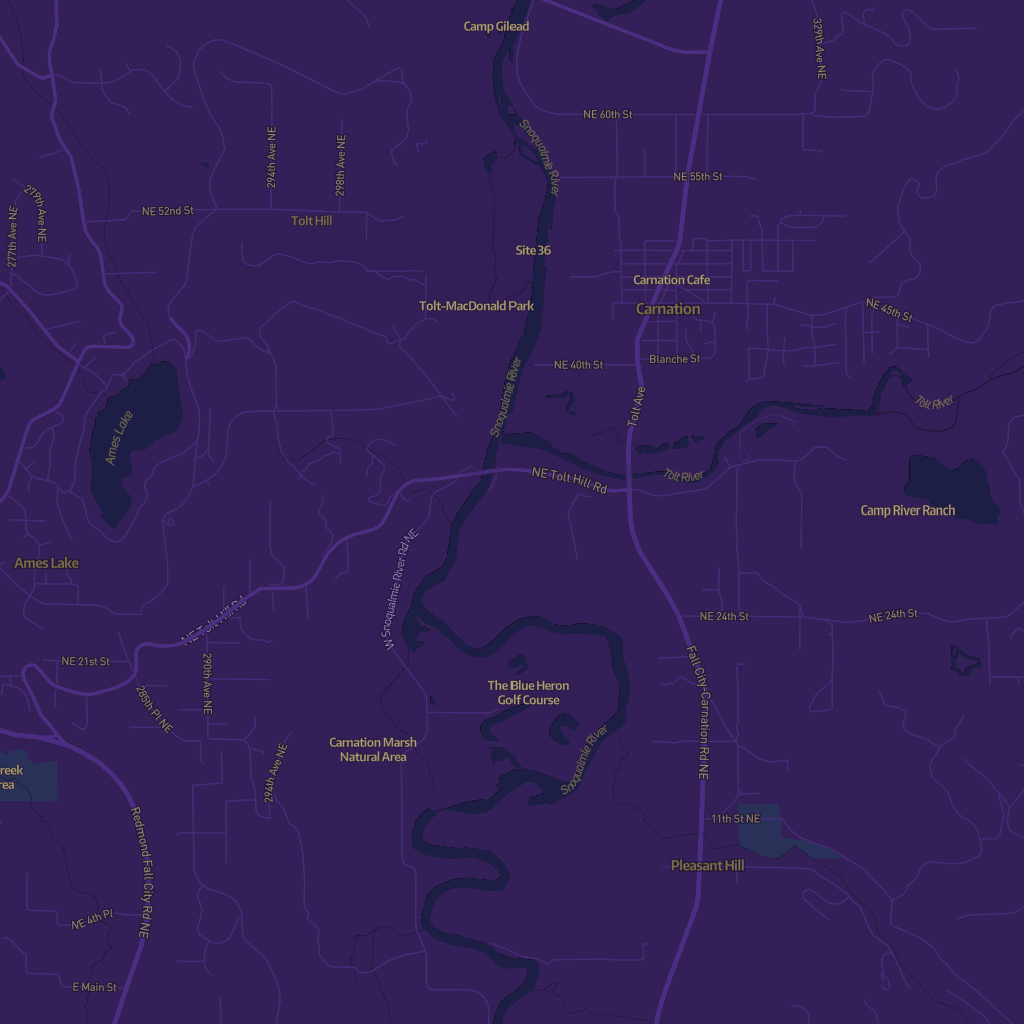 Camp Gilead
329th Ave NE
NE 60th St
Snoqualmie River
294th Ave NE
298th Ave NE
NE 55th St
279th Ave NE
277th Ave NE
NE 52nd St
Tolt Hill
Site 36
Carnation Cafe
Tolt-MacDonald Park
Carnation
NE 45th St
Blanche St
NE 40th St
Snoqualmie River
Tolt Ave
Tolt River
Ames Lake
Tolt River
NE Tolt Hill Rd
Camp River Ranch
Ames Lake
W Snoqualmie River Rd NE
NE Tolt Hill Rd
NE 24th St
NE 24th St
NE 21st St
290th Ave NE
285th Pl NE
The Blue Heron
Golf Course
Fall City-Carnation Rd NE
Carnation Marsh
Natural Area
Snoqualmie River
294th Ave NE
reek
rea
11th St NE
Redmond Fall City Rd NE
Pleasant Hill
NE 4th Pl
E Main St